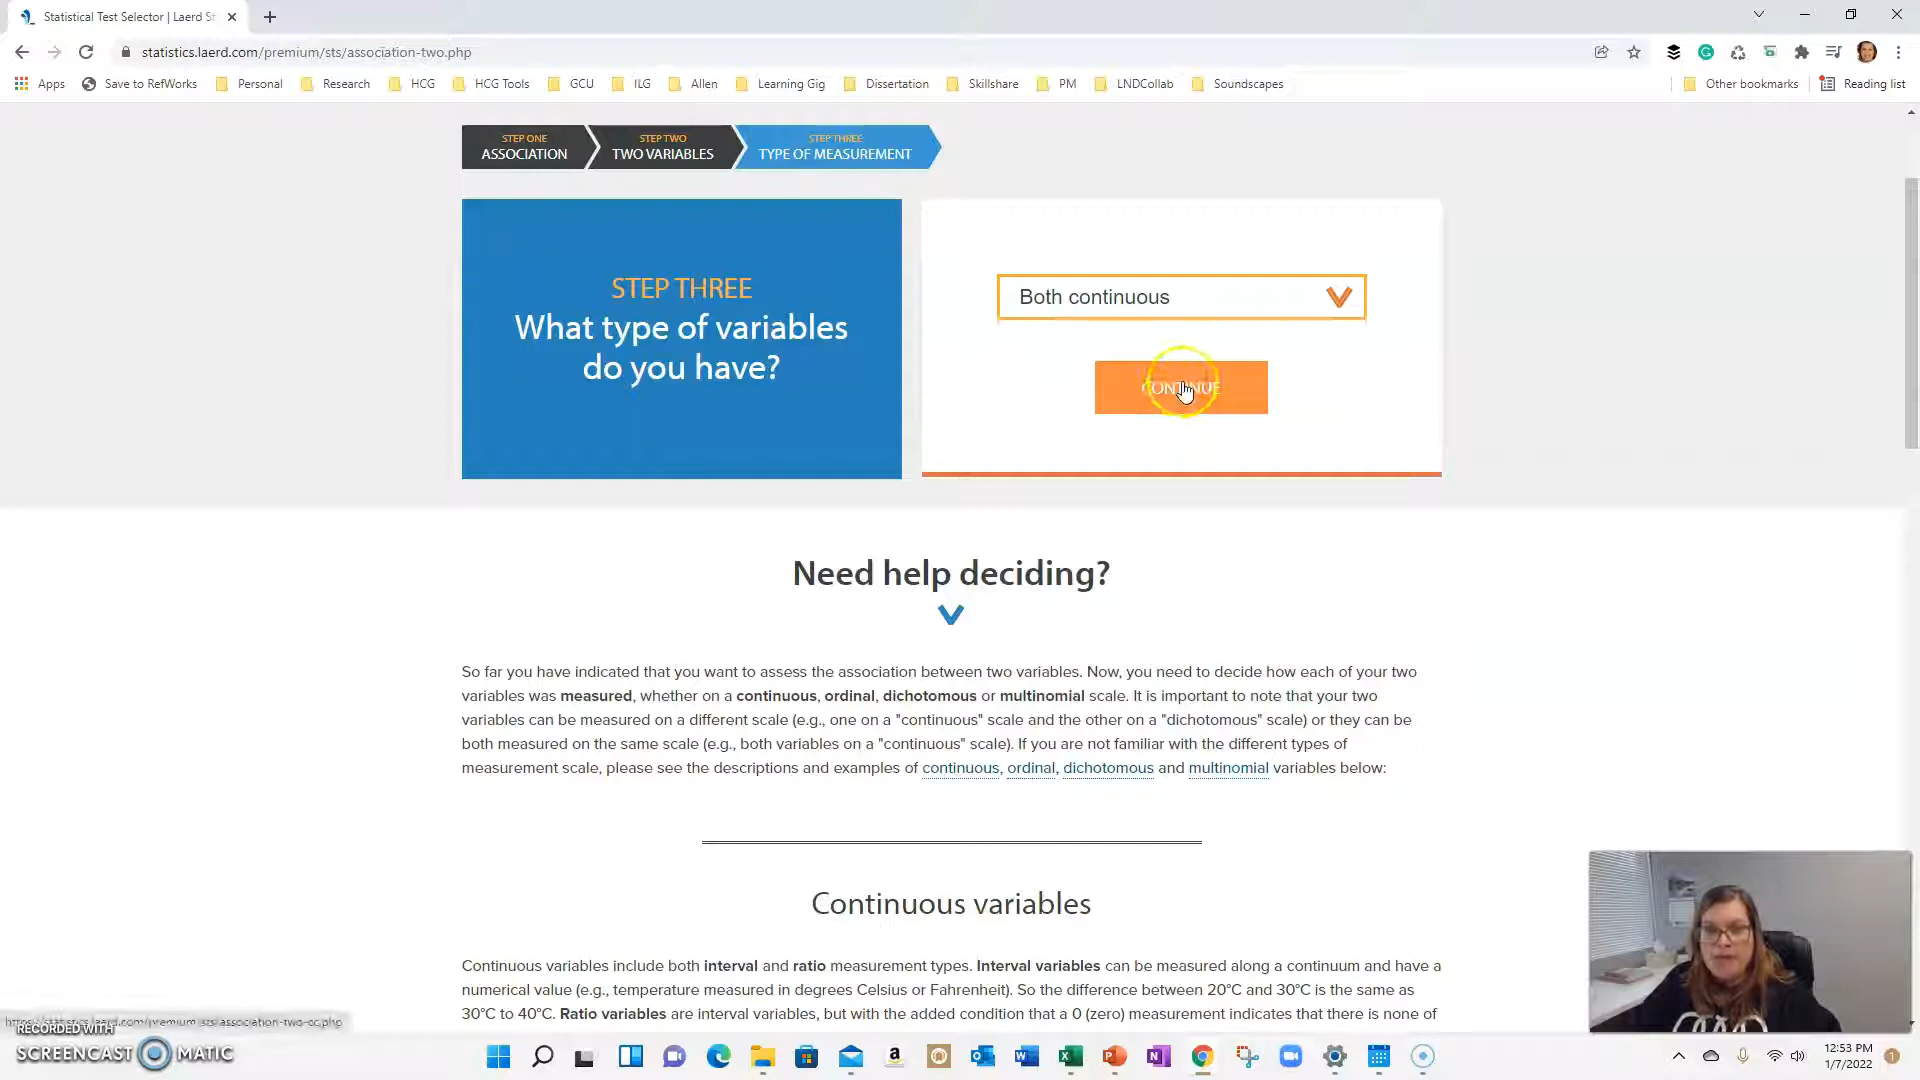 Statistical Test Selector | Laerd St
statistics.laerd.com/premium/sts/association-two.php
Apps Save to RefWorks Personal Research HCG HCG Tools GCU ILG Allen Learning Gig Dissertation Skillshare PM LNDCollab Soundscapes Other bookmarks Reading list
STEP ONE
ASSOCIATION
STEP TWO
TWO VARIABLES
STEP THREE
TYPE OF MEASUREMENT
STEP THREE
What type of variables
do you have?
Both continuous
CONTINUE
Need help deciding?
So far you have indicated that you want to assess the association between two variables. Now, you need to decide how each of your two
variables was measured, whether on a continuous, ordinal, dichotomous or multinomial scale. It is important to note that your two
variables can be measured on a different scale (e.g., one on a "continuous" scale and the other on a "dichotomous" scale) or they can be
both measured on the same scale (e.g., both variables on a "continuous" scale). If you are not familiar with the different types of
measurement scale, please see the descriptions and examples of continuous, ordinal, dichotomous and multinomial variables below:
Continuous variables
Continuous variables include both interval and ratio measurement types. Interval variables can be measured along a continuum and have a
numerical value (e.g., temperature measured in degrees Celsius or Fahrenheit). So the difference between 20°C and 30°C is the same as
30°C to 40°C. Ratio variables are interval variables, but with the added condition that a 0 (zero) measurement indicates that there is none of
https://statistics.laerd.com/premium/sts/association-two-cc.php
RECORDED WITH
SCREENCAST MATIC
12:53 PM
1/7/2022
1